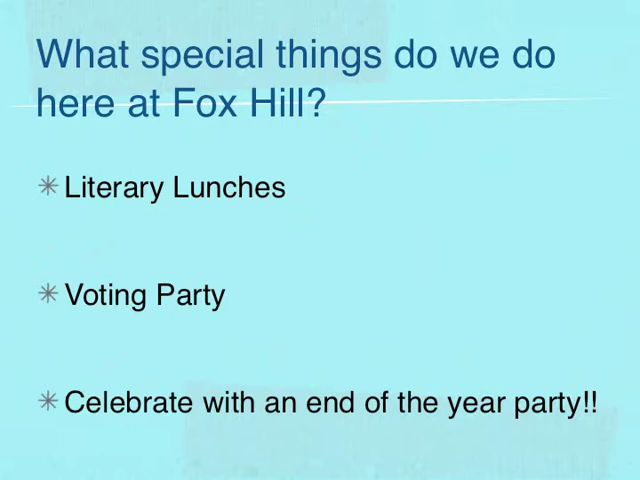 What special things do we do
here at Fox Hill?
Literary Lunches
Voting Party
Celebrate with an end of the year party!!